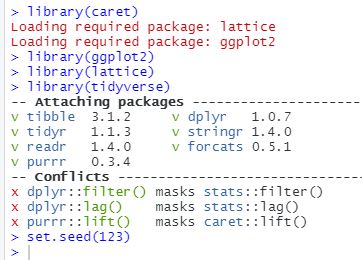 > library(caret)
Loading required package: lattice
Loading required package: ggplot2
> library(ggplot2)
> library(lattice)
> library(tidyverse)
-- Attaching packages --------------------
v tibble  3.1.2     v dplyr   1.0.7
v tidyr   1.1.3     v stringr 1.4.0
v readr   1.4.0     v forcats 0.5.1
v purrr   0.3.4
-- Conflicts -----------------------------
x dplyr::filter() masks stats::filter()
x dplyr::lag()    masks stats::lag()
x purrr::lift()   masks caret::lift()
> set.seed(123)
>